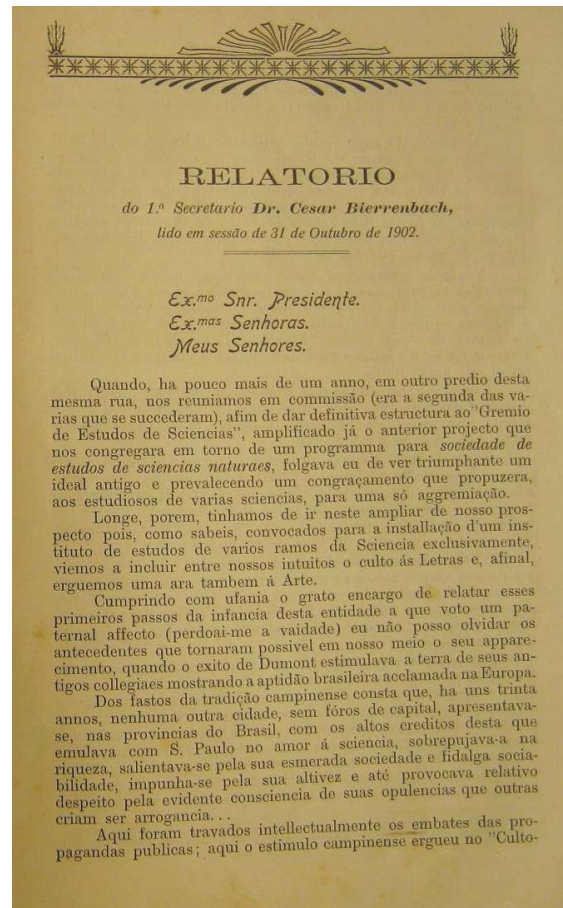 RELATORIO
do 1.º Secretario Dr. Cesar Bierrenbach,
lido em sessão de 31 de Outubro de 1902.
Ex.mo Snr. Presidente.
Ex.mas Senhoras.
Meus Senhores.
Quando, ha pouco mais de um anno, em outro predio desta
mesma rua, nos reuniamos em commissão (era a segunda das va-
rias que se succederam), afim de dar definitiva estructura ao "Gremio
de Estudos de Sciencias", amplificado já o anterior projecto que
nos congregara em torno de um programma para sociedade de
estudos de sciencias naturaes, folgava eu de ver triumphante um
ideal antigo e prevalecendo um congraçamento que propuzera,
aos estudiosos de varias sciencias, para uma só aggremiação.
Longe, porem, tinhamos de ir neste ampliar de nosso pros-
pecto pois, como sabeis, convocados para a installação d'um ins-
tituto de estudos de varios ramos da Sciencia exclusivamente,
viemos a incluir entre nossos intuitos o culto ás Letras e, afinal,
erguemos uma ara tambem á Arte.
Cumprindo com ufania o grato encargo de relatar esses
primeiros passos da infancia desta entidade a que voto um pa-
ternal affecto (perdoai-me a vaidade) eu não posso olvidar os
antecedentes que tornaram possivel em nosso meio o seu appare-
cimento, quando o exito de Dumont estimulava a terra de seus an-
tigos collegiaes mostrando a aptidão brasileira acclamada na Europa.
Dos fastos da tradição campinense consta que, ha uns trinta
annos, nenhuma outra cidade, sem fóros de capital, apresentava-
se, nas provincias do Brasil, com os altos creditos desta que
emulava com S. Paulo no amor á sciencia, sobrepujava-a na
riqueza, salientava-se pela sua esmerada sociedade e fidalga socia-
bilidade, impunha-se pela sua altivez e até provocava relativo
despeito pela evidente consciencia de suas opulencias que outras
criam ser arrogancia...
Aqui foram travados intellectualmente os embates das pro-
pagandas publicas; aqui o estimulo campinense ergueu no "Culto-